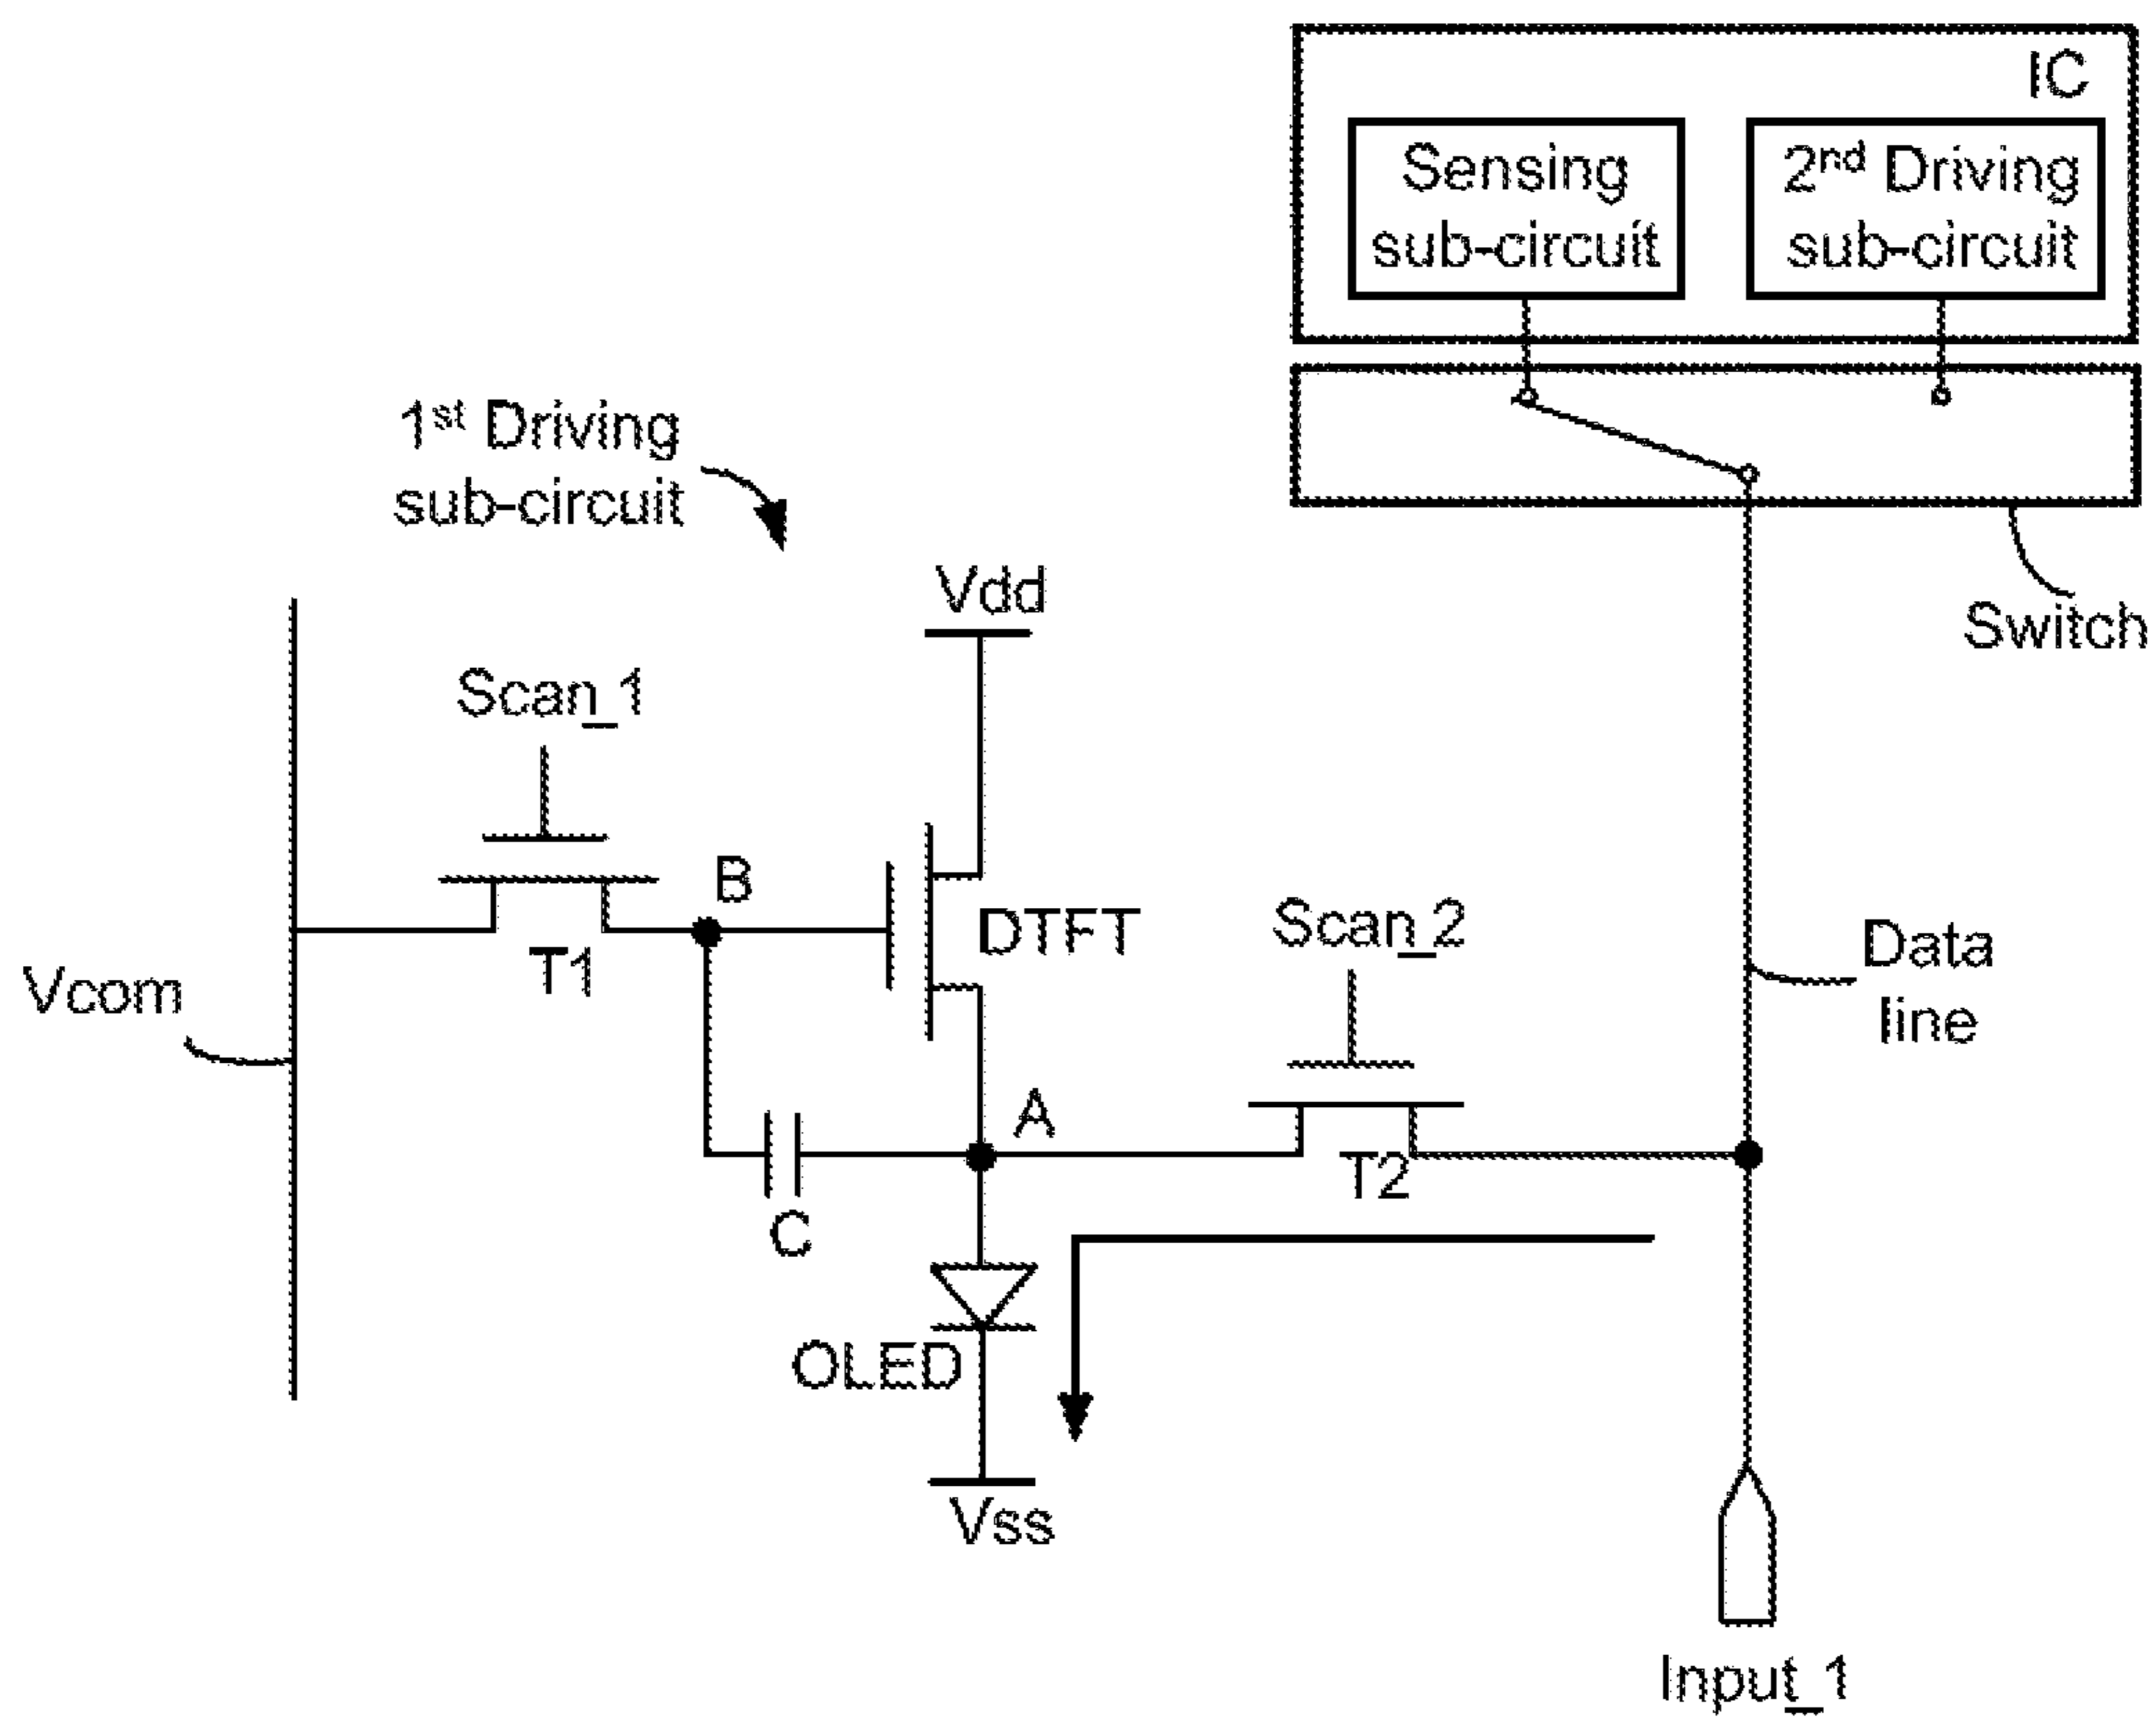 IC
Sensing
sub-circuit
2nd Driving
sub-circuit
1st Driving
sub-circuit
Switch
Vdd
Scan_1
B
DTFT
T1
Scan_2
Data
line
Vcom
A
T2
C
OLED
Vss
Input_1